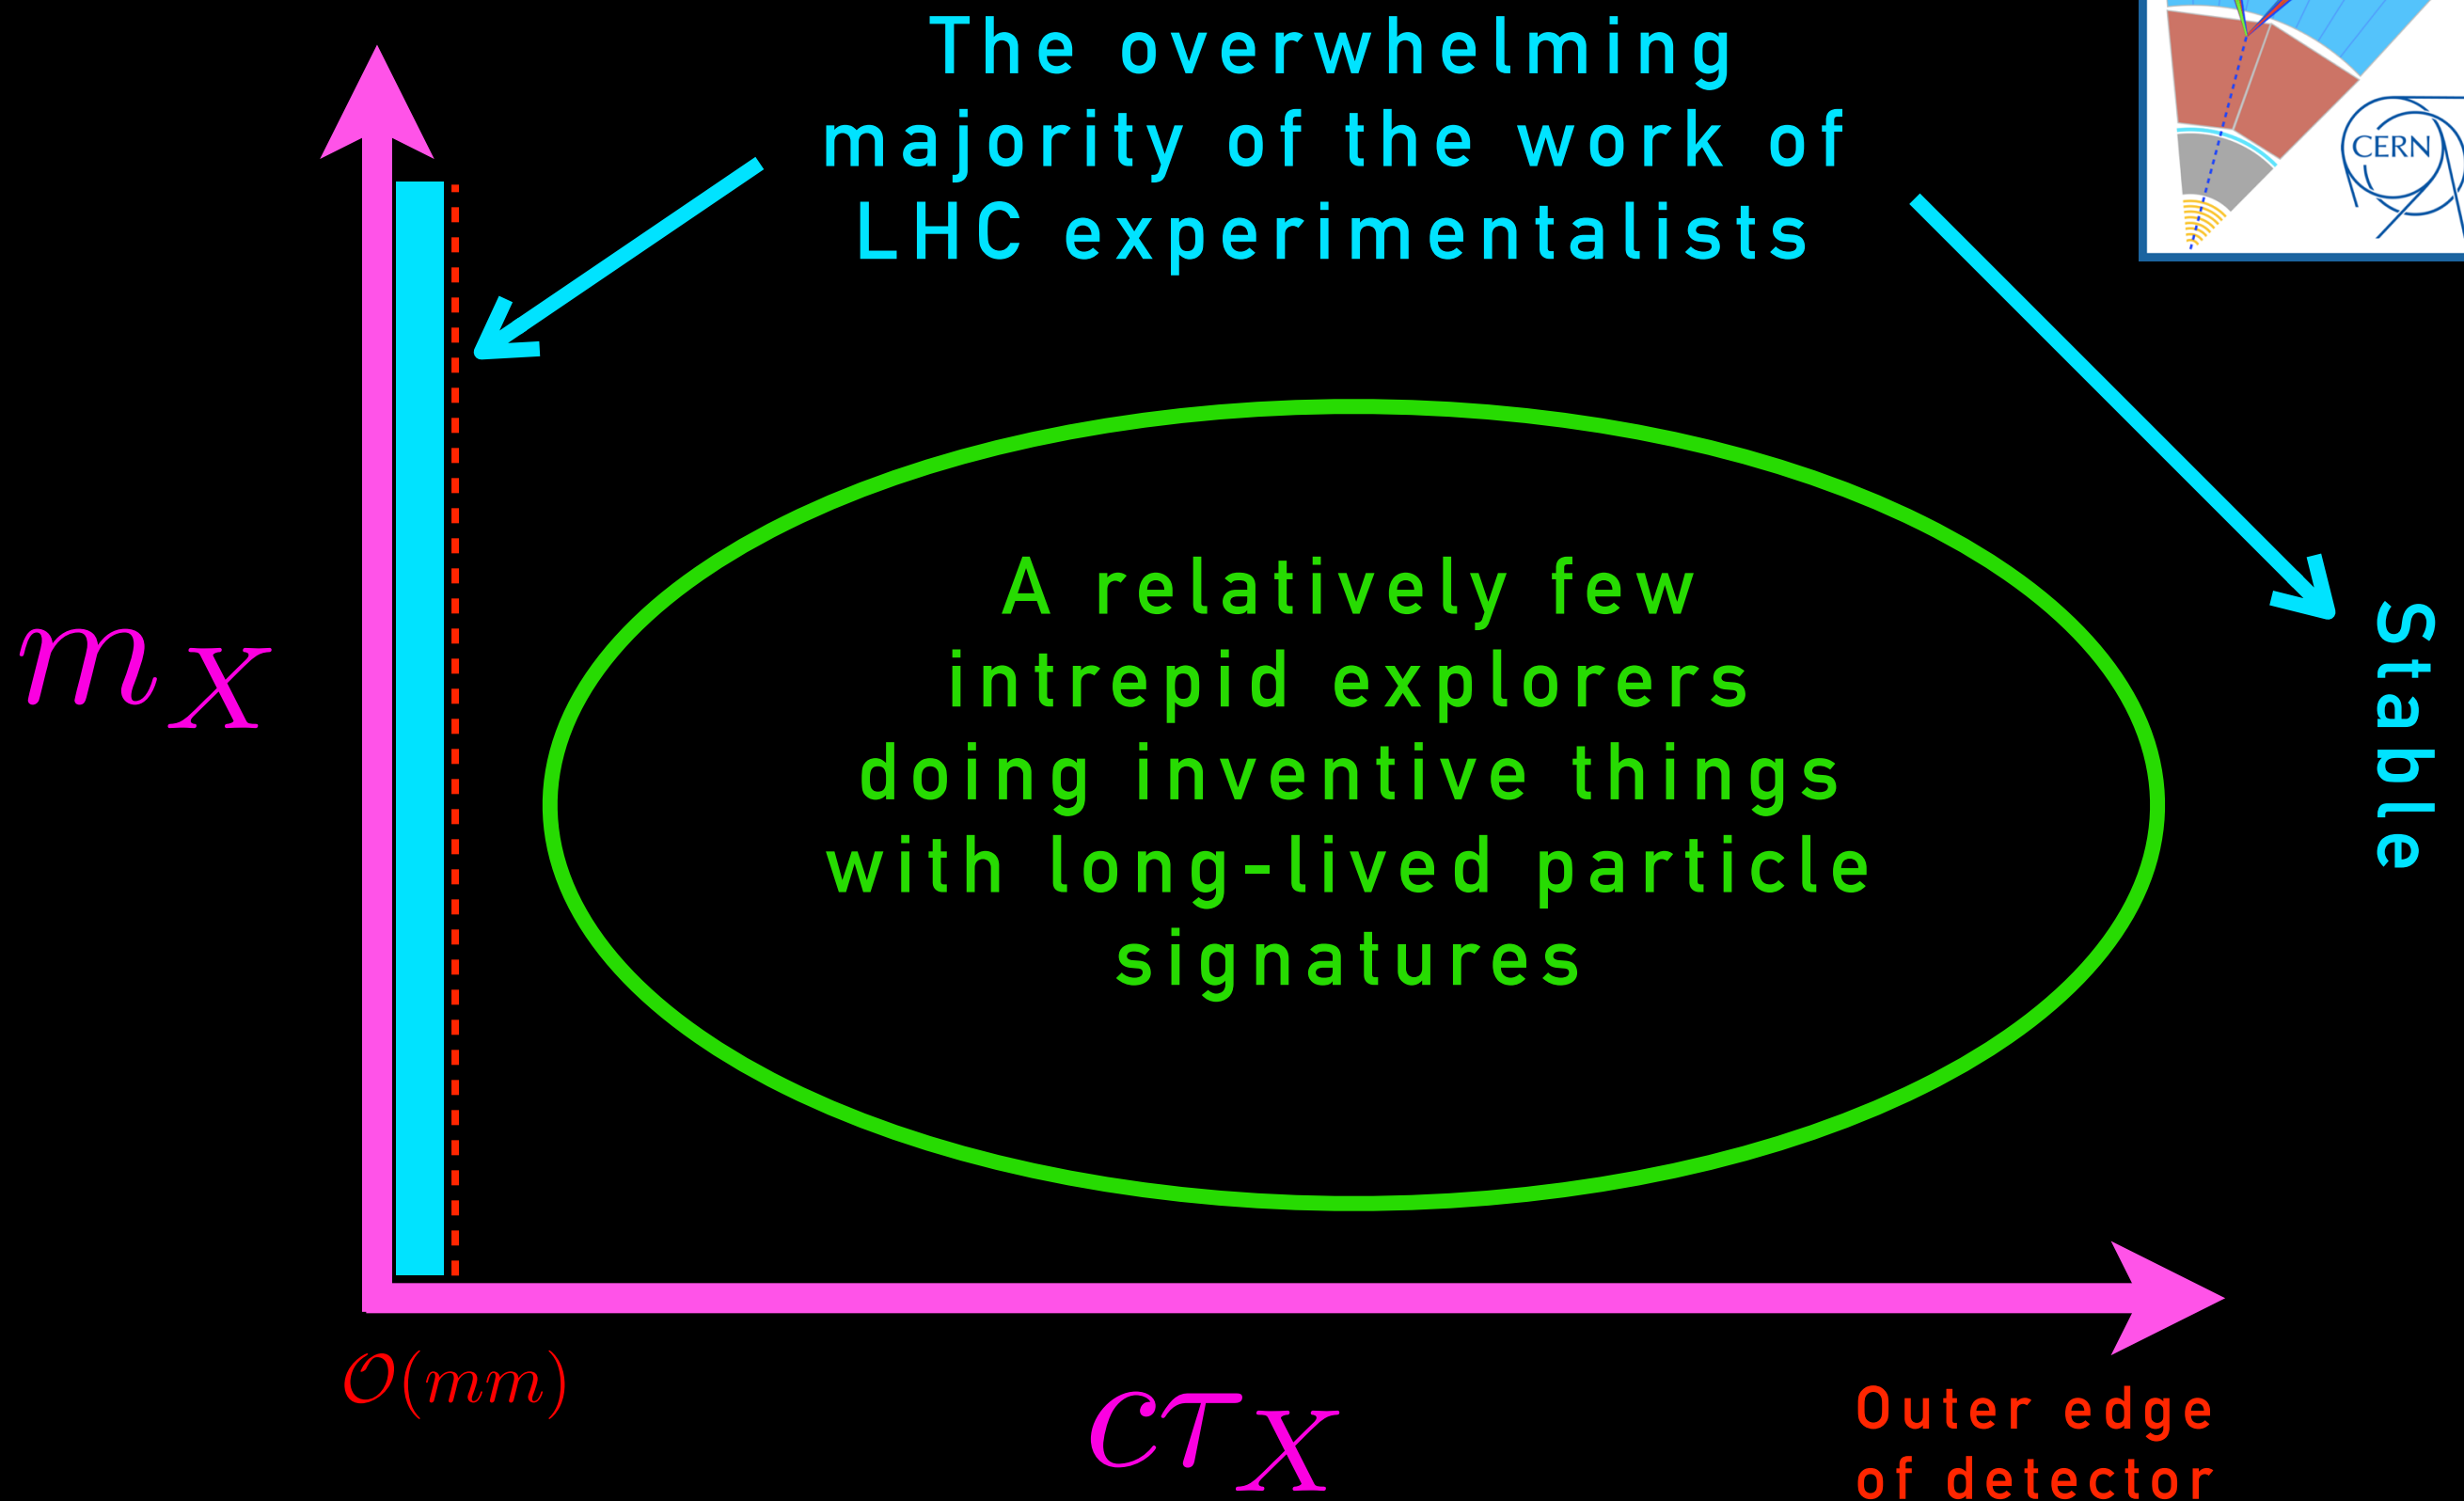 The overwhelming
majority of the work of
LHC experimentalists
CERN
A relatively few
intrepid explorers
doing inventive things
with long-lived particle
signatures
Stable
m_X
𝒪(mm)
cτ_X
Outer edge
of detector